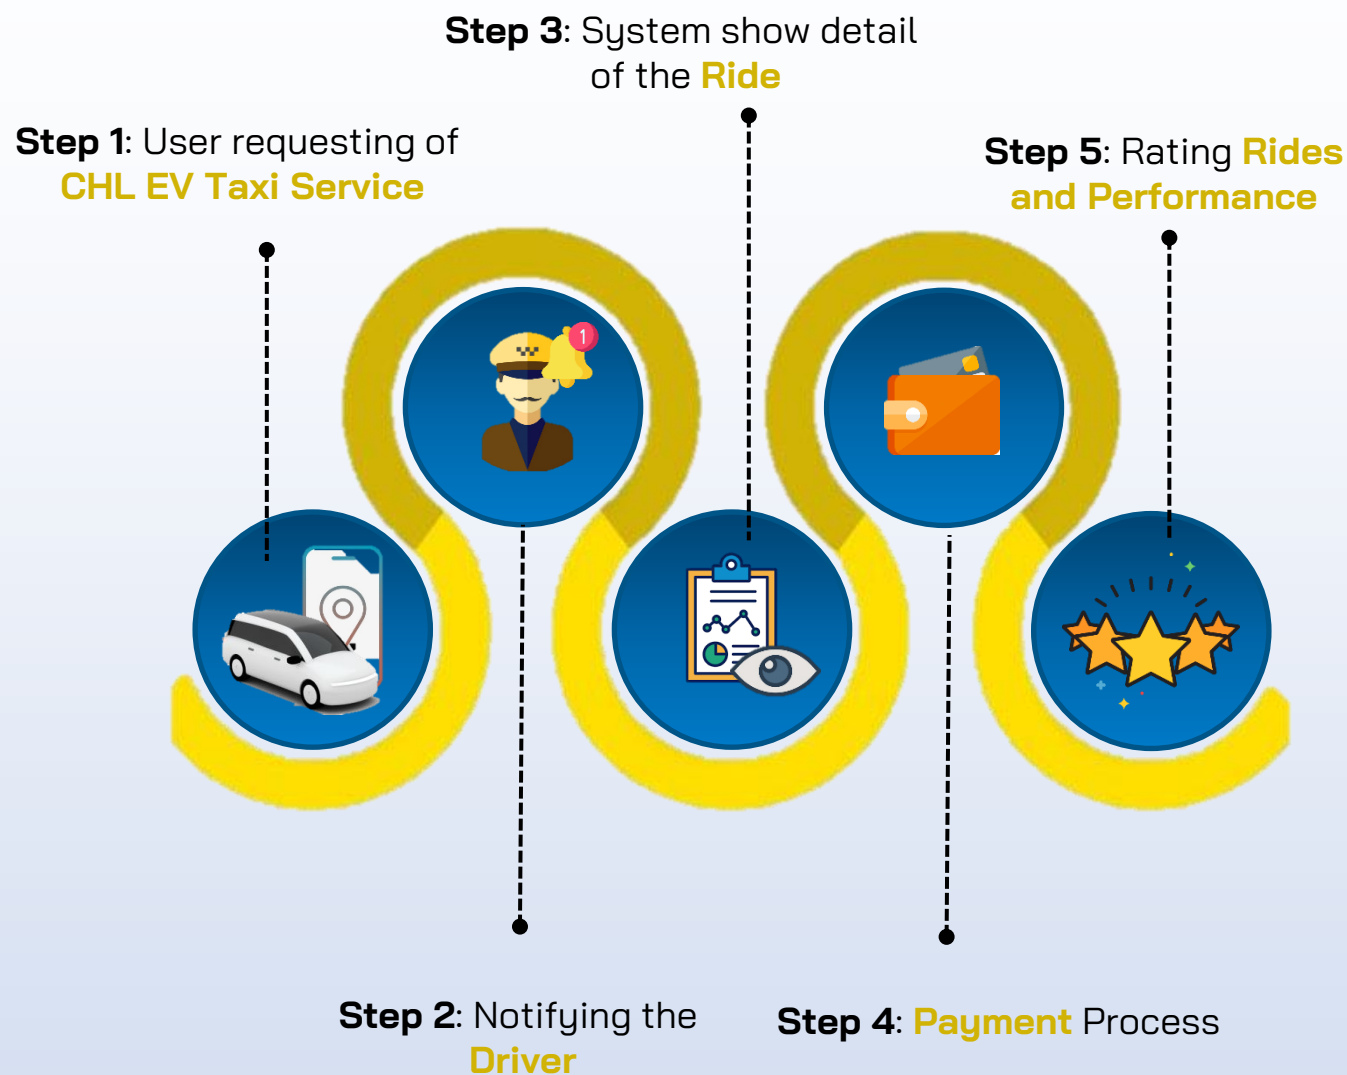 Step 3: System show detail
of the Ride
Step 1: User requesting of
CHL EV Taxi Service
Step 5: Rating Rides
and Performance
1
Step 2: Notifying the
Driver
Step 4: Payment Process